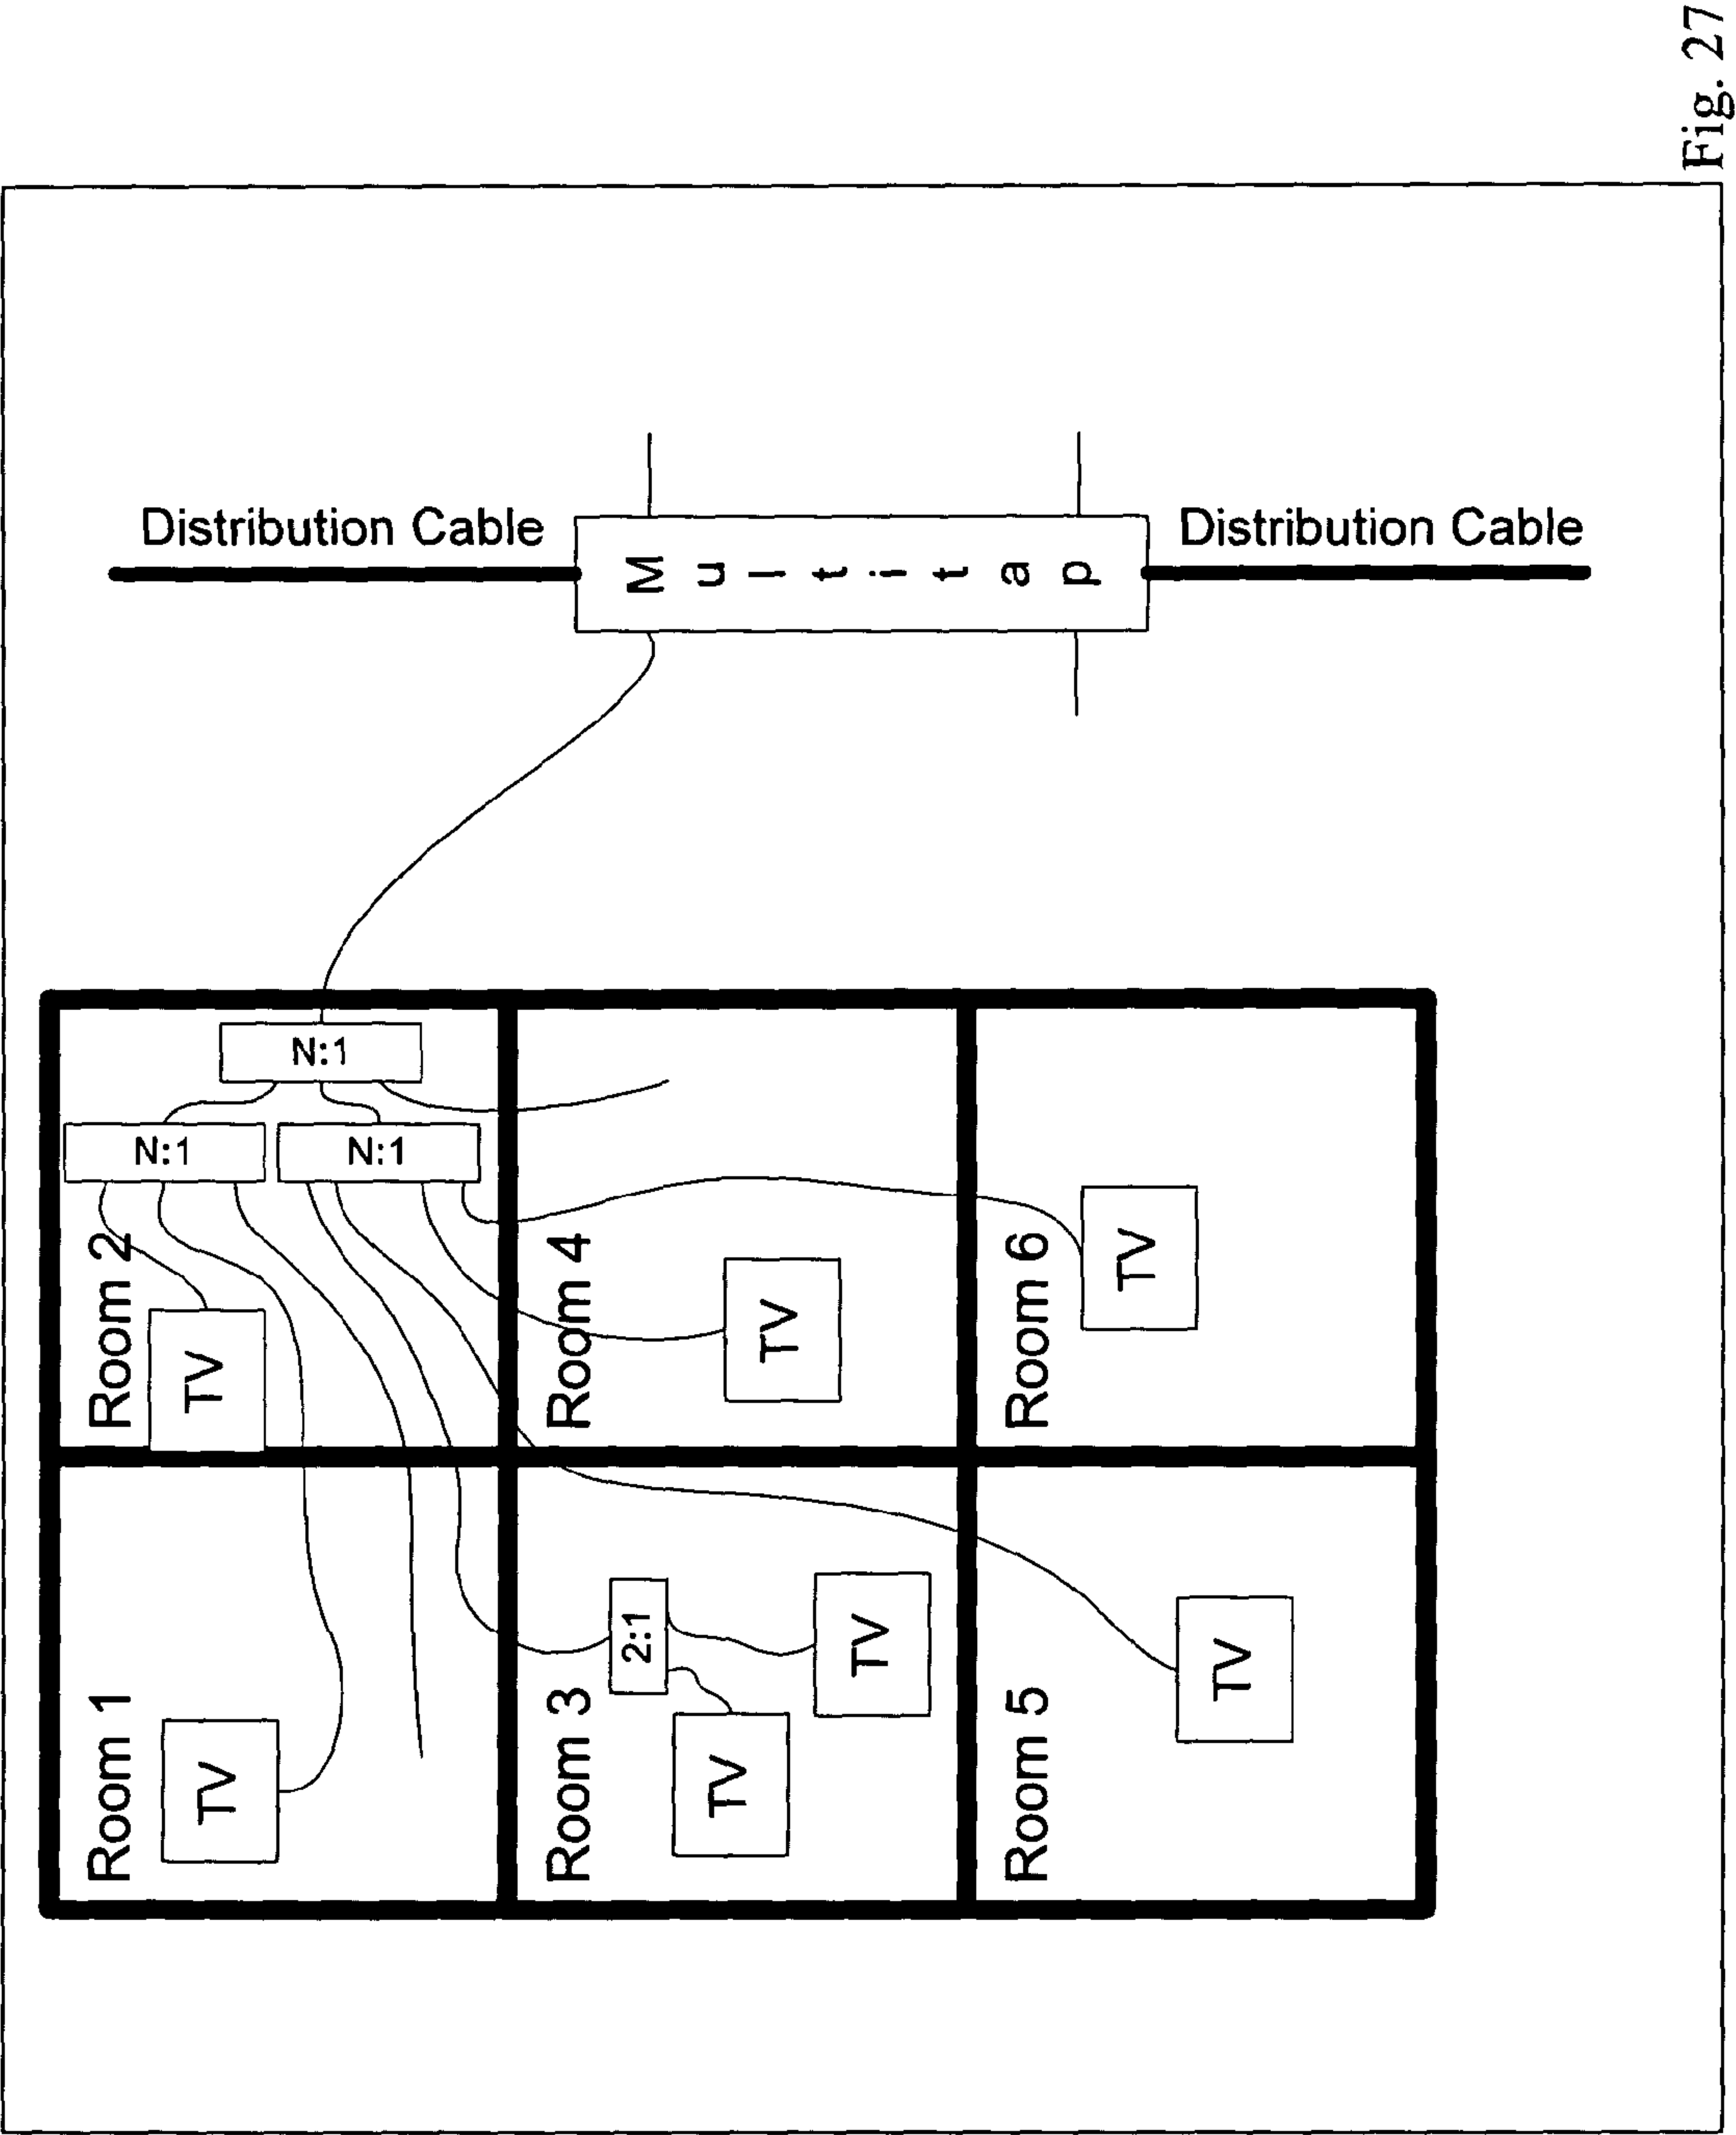 Distribution Cable
Multitap
Distribution Cable
N:1
N:1
N:1
Room 2
TV
Room 4
TV
Room 6
TV
Room 1
TV
Room 3
2:1
TV
TV
Room 5
TV
Fig. 27